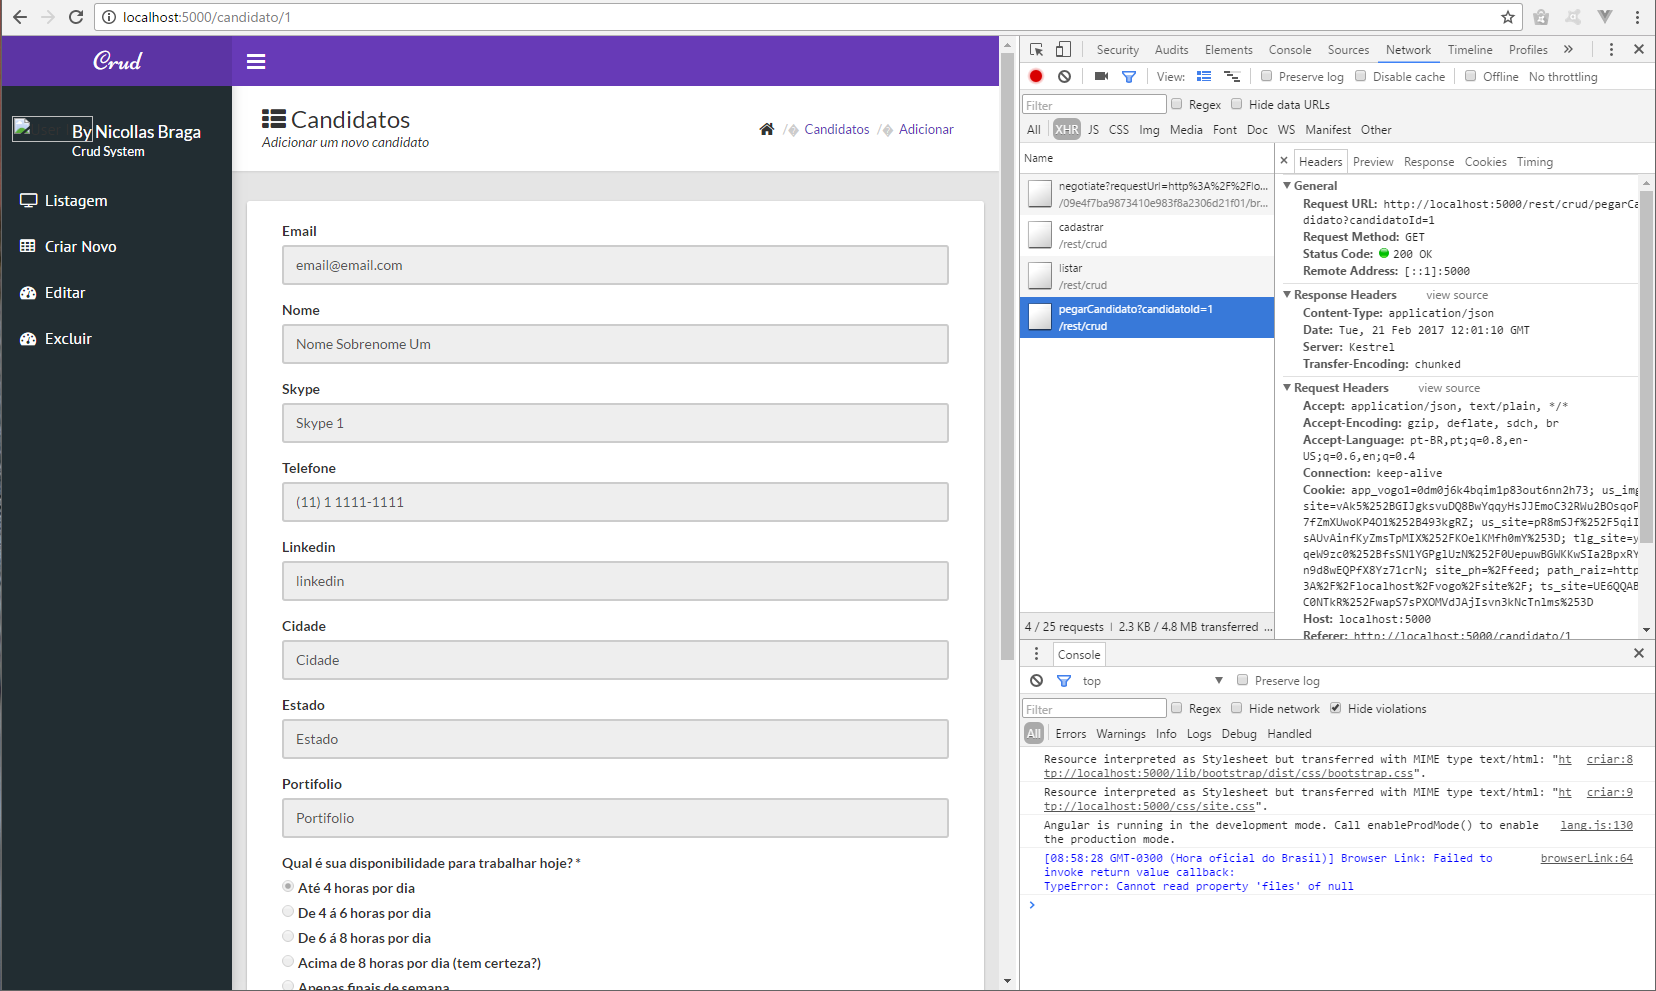 localhost:5000/candidato/1
Crud
By Nicollas Braga
Crud System
Listagem
Criar Novo
Editar
Excluir
Candidatos
Adicionar um novo candidato
/ Candidatos / Adicionar
Email
email@email.com
Nome
Nome Sobrenome Um
Skype
Skype 1
Telefone
(11) 1 1111-1111
Linkedin
linkedin
Cidade
Cidade
Estado
Estado
Portifolio
Portifolio
Qual é sua disponibilidade para trabalhar hoje? *
Até 4 horas por dia
De 4 á 6 horas por dia
De 6 á 8 horas por dia
Acima de 8 horas por dia (tem certeza?)
Apenas finais de semana
Security Audits Elements Console Sources Network Timeline Profiles »
View: Preserve log Disable cache Offline No throttling
Filter Regex Hide data URLs
All XHR JS CSS Img Media Font Doc WS Manifest Other
Name
negotiate?requestUrl=http%3A%2F%2Flo...
/09e4f7ba9873410e983f8a2306d21f01/br...
cadastrar
/rest/crud
listar
/rest/crud
pegarCandidato?candidatoId=1
/rest/crud
4 / 25 requests | 2.3 KB / 4.8 MB transferred ...
× Headers Preview Response Cookies Timing
General
Request URL: http://localhost:5000/rest/crud/pegarCa
didato?candidatoId=1
Request Method: GET
Status Code: 200 OK
Remote Address: [::1]:5000
Response Headers view source
Content-Type: application/json
Date: Tue, 21 Feb 2017 12:01:10 GMT
Server: Kestrel
Transfer-Encoding: chunked
Request Headers view source
Accept: application/json, text/plain, */*
Accept-Encoding: gzip, deflate, sdch, br
Accept-Language: pt-BR,pt;q=0.8,en-
US;q=0.6,en;q=0.4
Connection: keep-alive
Cookie: app_vogo1=0dm0j6k4bqim1p83out6nn2h73; us_img
site=vAk5%252BGIJgksvuDQ8BwYqqyHsJJEmoC32RWu2BOsqoP
7fZmXUwoKP4O1%252B493kgRZ; us_site=pR8mSJf%252F5qiI
sAUvAinfKyZmsTpMIX%252FKOelKMfh0mY%253D; tlg_site=y
qeW9zc0%252BfsSN1YGPglUzN%252F0UepuwBGWKKwSIa2BpxRY
n9d8wEQPfX8Yz71crN; site_ph=%2Ffeed; path_raiz=http
3A%2F%2Flocalhost%2Fvogo%2Fsite%2F; ts_site=UE6QQAB
C0NTkR%252FwapS7sPXOMVdJAjIsvn3kNcTnlms%253D
Host: localhost:5000
Referer: http://localhost:5000/candidato/1
Console
top Preserve log
Filter Regex Hide network Hide violations
All Errors Warnings Info Logs Debug Handled
Resource interpreted as Stylesheet but transferred with MIME type text/html: "ht criar:8
tp://localhost:5000/lib/bootstrap/dist/css/bootstrap.css".
Resource interpreted as Stylesheet but transferred with MIME type text/html: "ht criar:9
tp://localhost:5000/css/site.css".
Angular is running in the development mode. Call enableProdMode() to enable lang.js:130
the production mode.
[08:58:28 GMT-0300 (Hora oficial do Brasil)] Browser Link: Failed to browserLink:64
invoke return value callback:
TypeError: Cannot read property 'files' of null